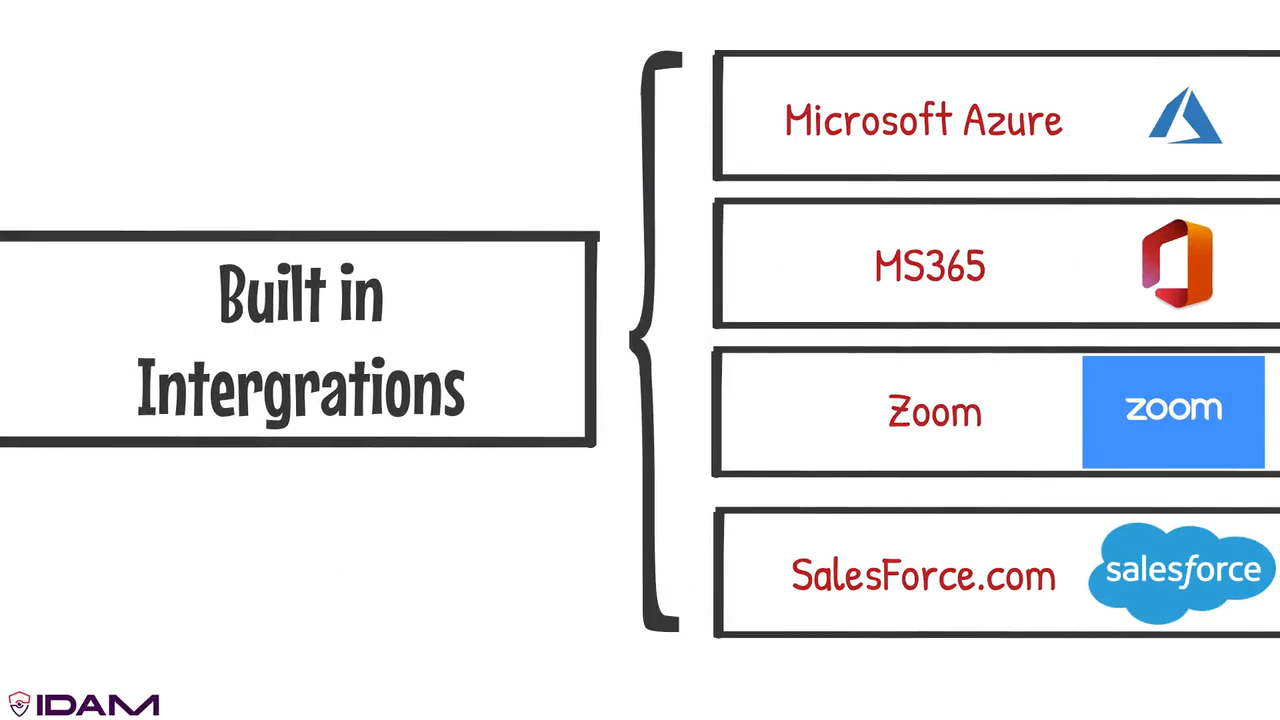 Built in
Intergrations
Microsoft Azure
MS365
Zoom
zoom
SalesForce.com
salesforce
IDAM